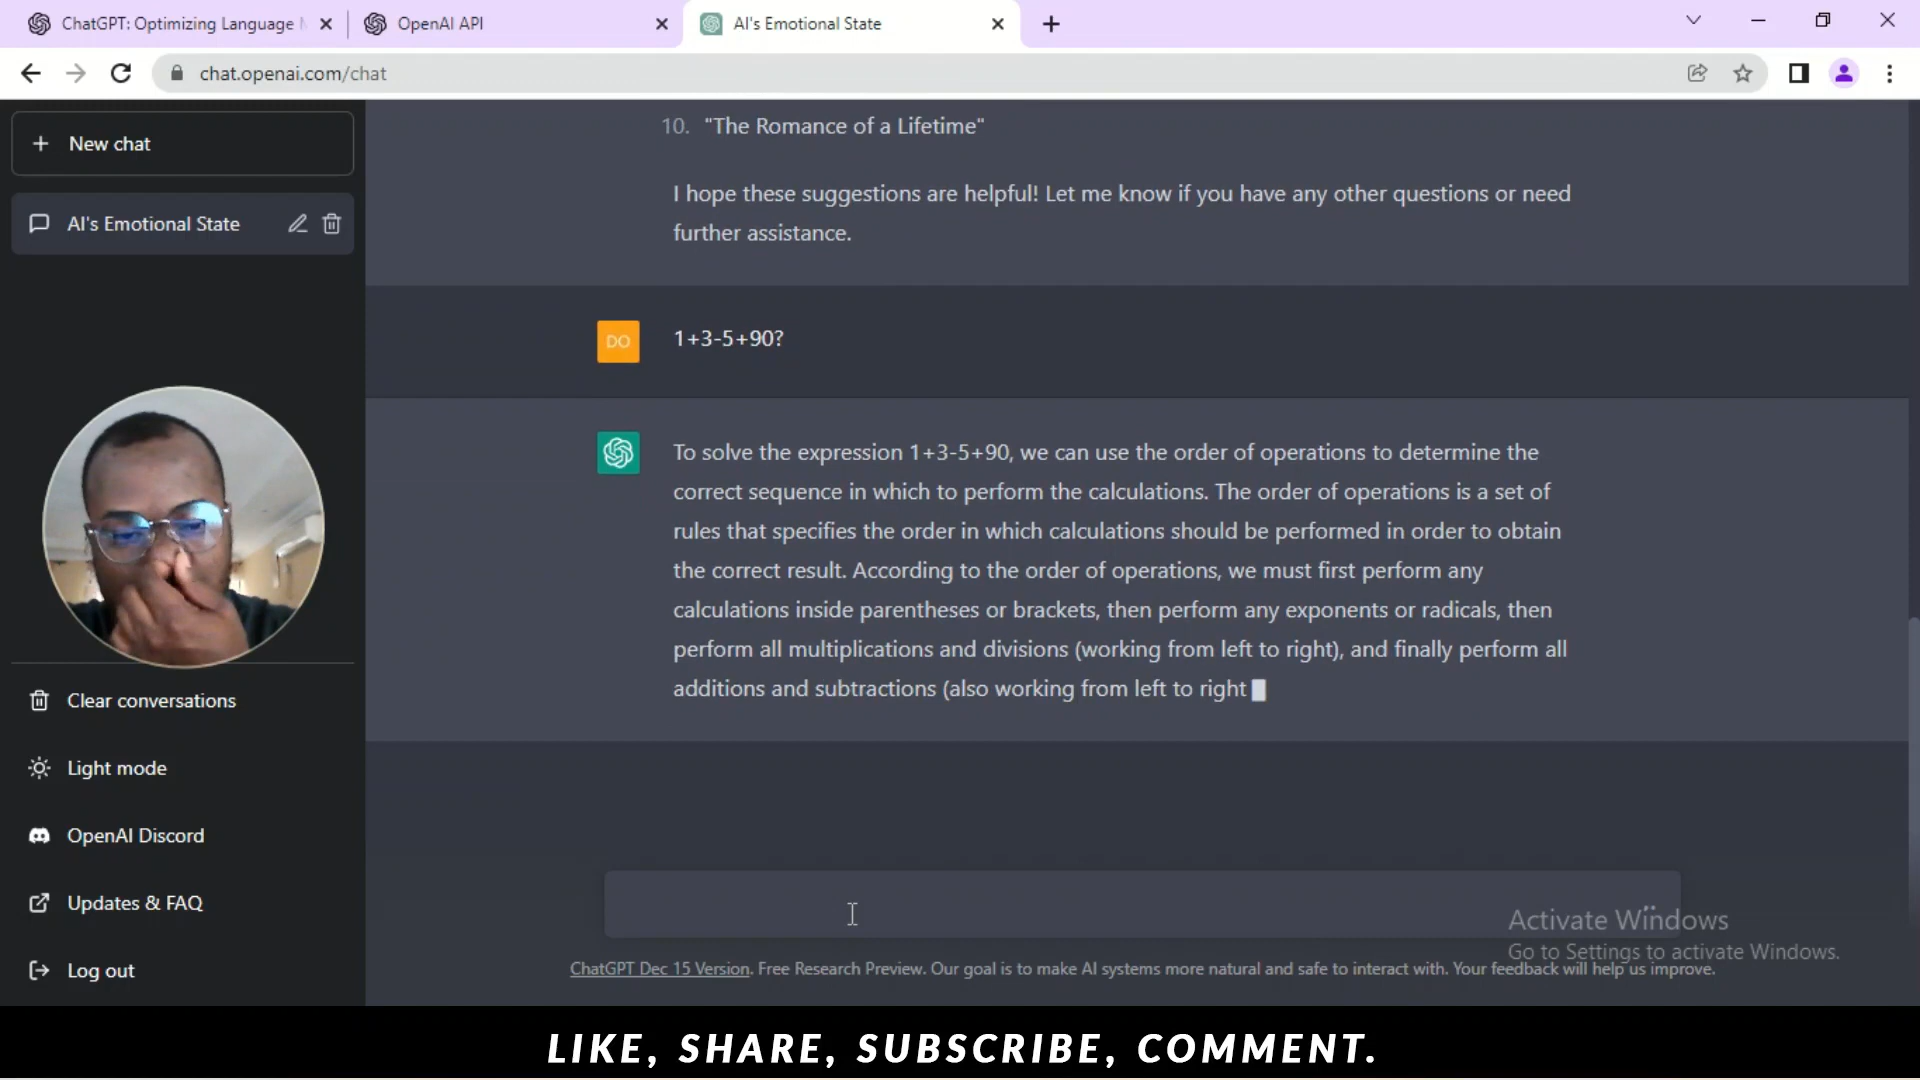 ChatGPT: Optimizing Language
OpenAI API
AI's Emotional State
chat.openai.com/chat
New chat
AI's Emotional State
10. "The Romance of a Lifetime"
I hope these suggestions are helpful! Let me know if you have any other questions or need
further assistance.
DO
1+3-5+90?
To solve the expression 1+3-5+90, we can use the order of operations to determine the
correct sequence in which to perform the calculations. The order of operations is a set of
rules that specifies the order in which calculations should be performed in order to obtain
the correct result. According to the order of operations, we must first perform any
calculations inside parentheses or brackets, then perform any exponents or radicals, then
perform all multiplications and divisions (working from left to right), and finally perform all
additions and subtractions (also working from left to right
Clear conversations
Light mode
OpenAI Discord
Updates & FAQ
Log out
Activate Windows
Go to Settings to activate Windows.
ChatGPT Dec 15 Version. Free Research Preview. Our goal is to make AI systems more natural and safe to interact with. Your feedback will help us improve.
LIKE, SHARE, SUBSCRIBE, COMMENT.